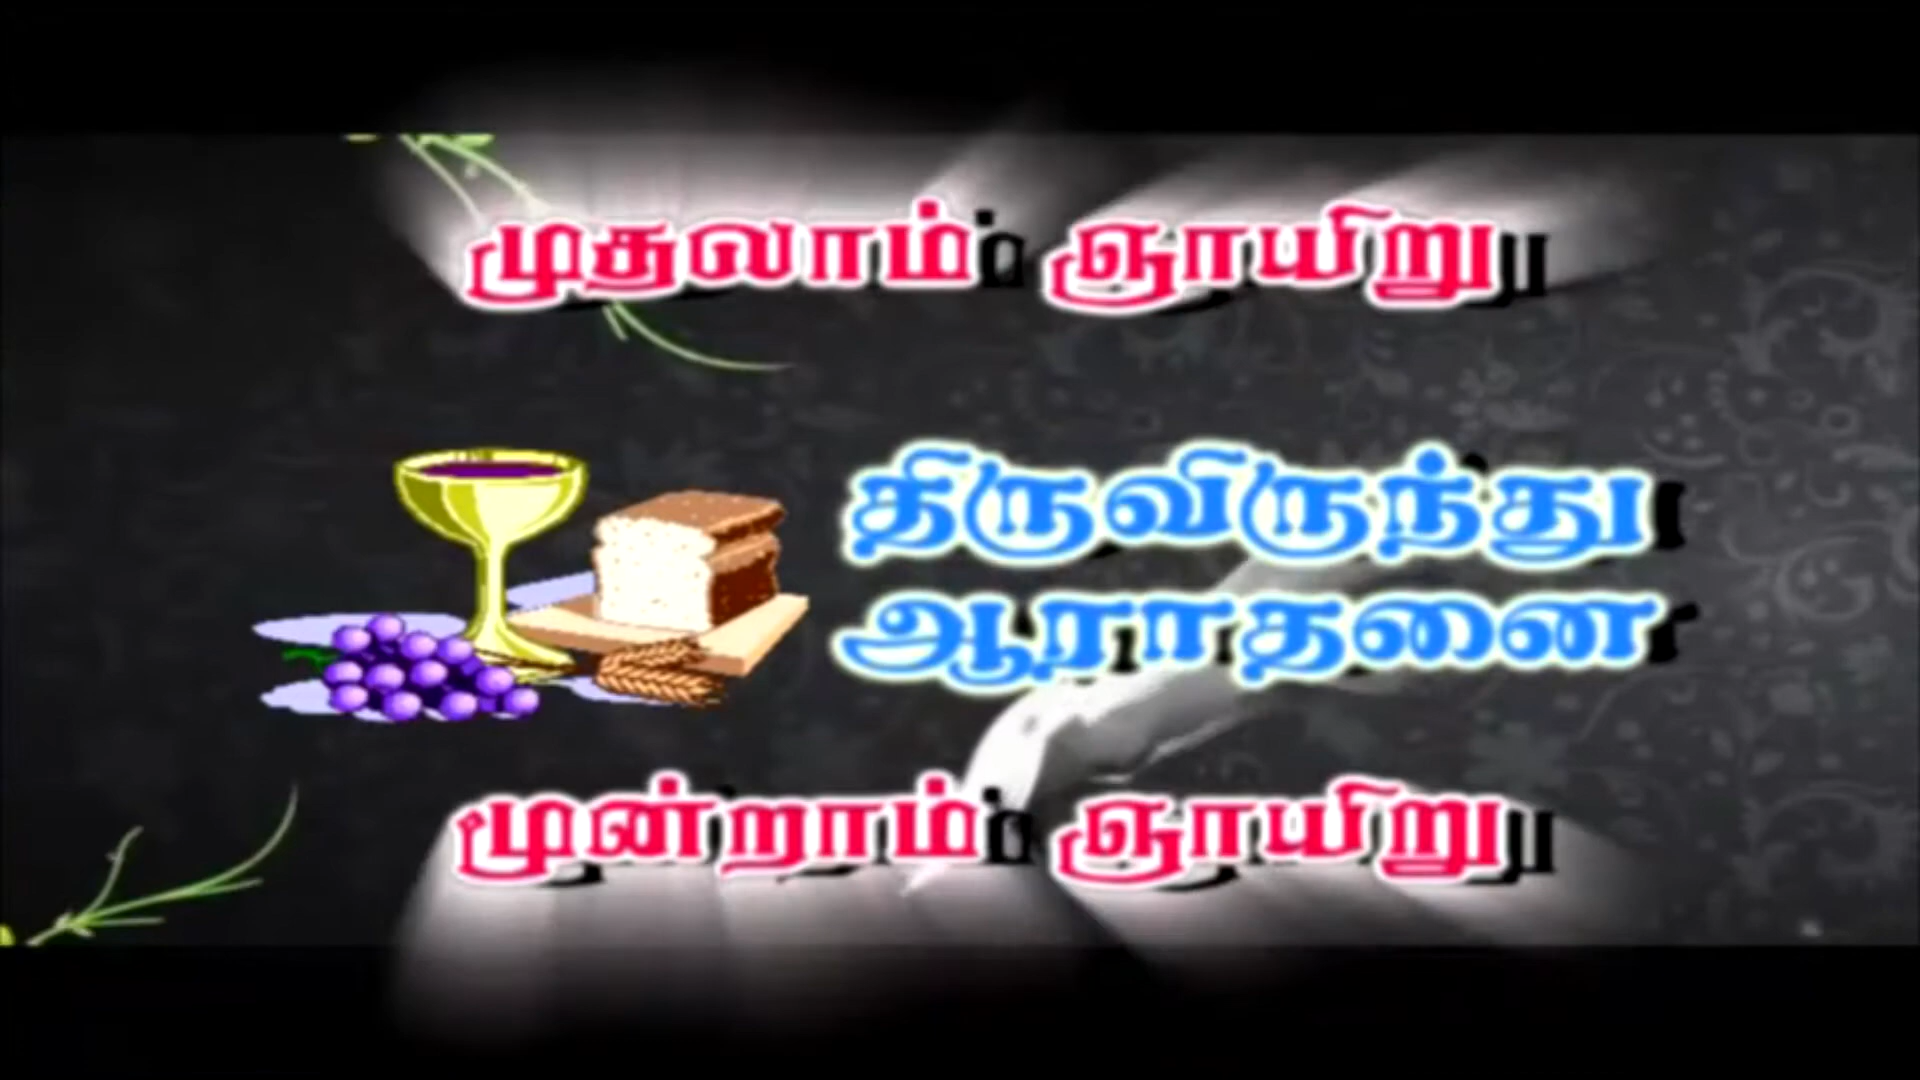 முதலாம் ஞாயிறு
திருவிருந்து
ஆராதனை
மூன்றாம் ஞாயிறு